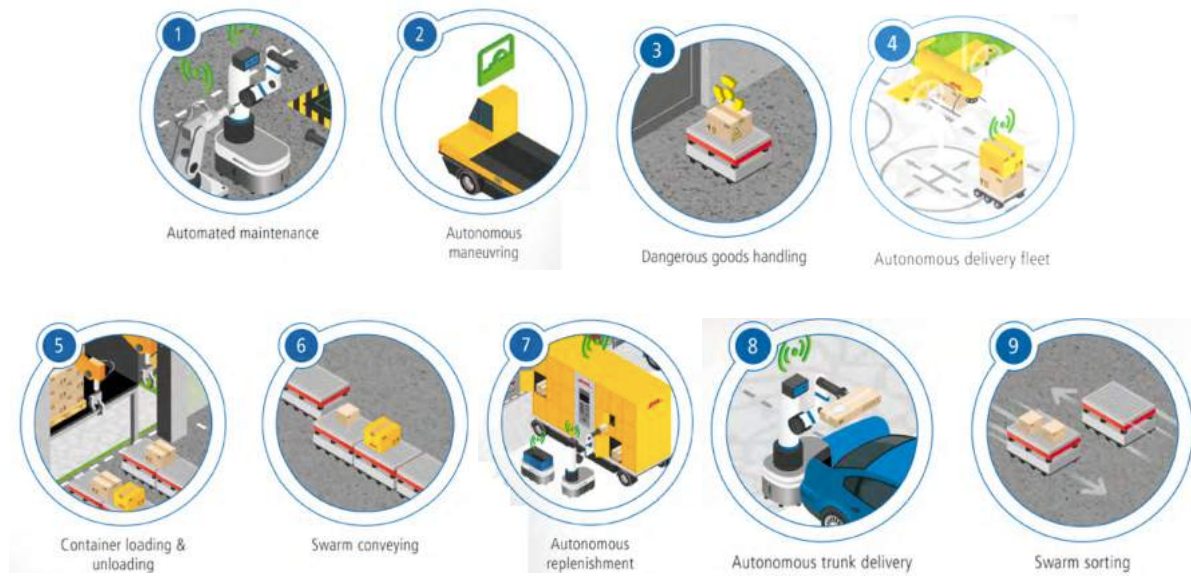 1
Automated maintenance
2
Autonomous
maneuvring
3
Dangerous goods handling
4
Autonomous delivery fleet
5
Container loading &
unloading
6
Swarm conveying
7
Autonomous
replenishment
8
Autonomous trunk delivery
9
Swarm sorting